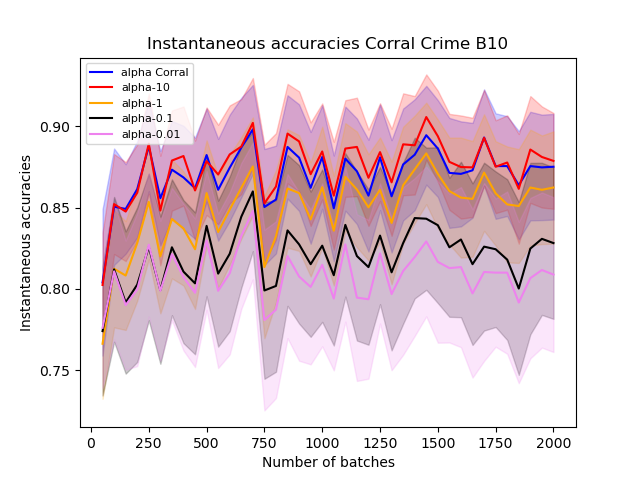 Instantaneous accuracies Corral Crime B10
alpha Corral
alpha-10
alpha-1
alpha-0.1
alpha-0.01
Instantaneous accuracies
0.90
0.85
0.80
0.75
0 250 500 750 1000 1250 1500 1750 2000
Number of batches